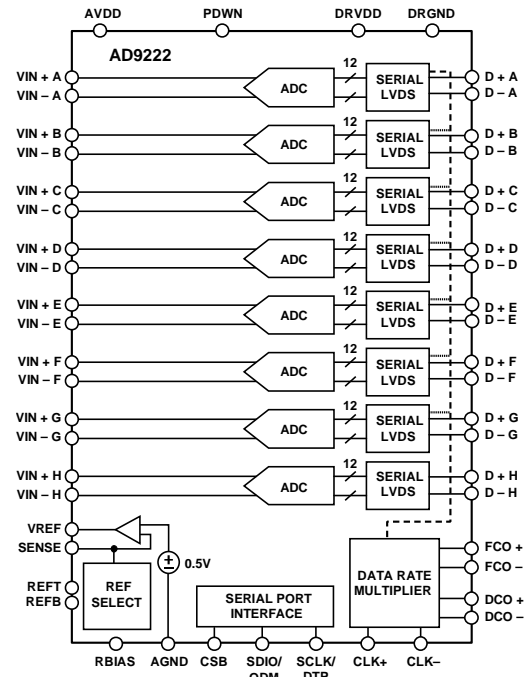 AVDD PDWN DRVDD DRGND
AD9222
VIN + A
VIN – A
ADC
12
SERIAL
LVDS
D + A
D – A
VIN + B
VIN – B
ADC
12
SERIAL
LVDS
D + B
D – B
VIN + C
VIN – C
ADC
12
SERIAL
LVDS
D + C
D – C
VIN + D
VIN – D
ADC
12
SERIAL
LVDS
D + D
D – D
VIN + E
VIN – E
ADC
12
SERIAL
LVDS
D + E
D – E
VIN + F
VIN – F
ADC
12
SERIAL
LVDS
D + F
D – F
VIN + G
VIN – G
ADC
12
SERIAL
LVDS
D + G
D – G
VIN + H
VIN – H
ADC
12
SERIAL
LVDS
D + H
D – H
VREF
SENSE
0.5V
REFT
REFB
REF
SELECT
SERIAL PORT
INTERFACE
DATA RATE
MULTIPLIER
FCO +
FCO –
DCO +
DCO –
RBIAS AGND CSB SDIO/ SCLK/ CLK+ CLK–